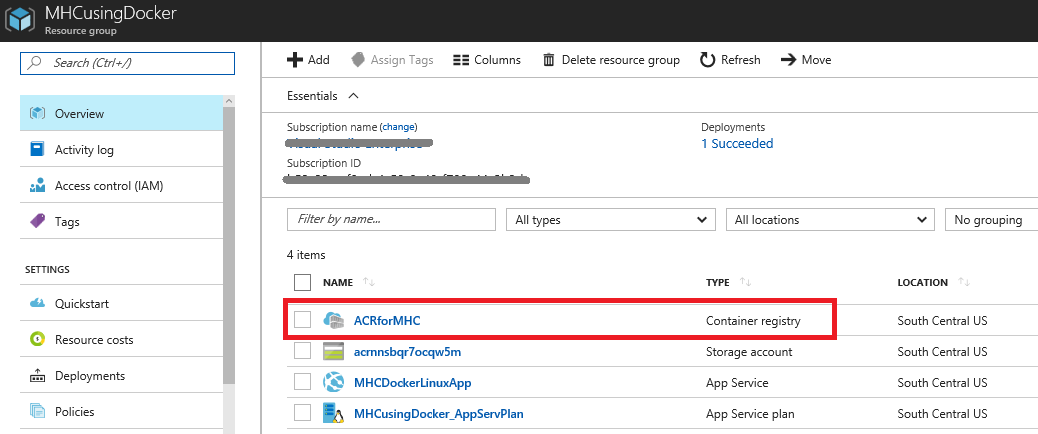 MHCusingDocker
Resource group
Search (Ctrl+/)
Overview
Activity log
Access control (IAM)
Tags
SETTINGS
Quickstart
Resource costs
Deployments
Policies
Add Assign Tags Columns Delete resource group Refresh Move
Essentials
Subscription name (change) Deployments
1 Succeeded
Subscription ID
Filter by name... All types All locations No grouping
4 items
NAME TYPE LOCATION
ACRforMHC Container registry South Central US
acrnnsbqr7ocqw5m Storage account South Central US
MHCDockerLinuxApp App Service South Central US
MHCusingDocker_AppServPlan App Service plan South Central US